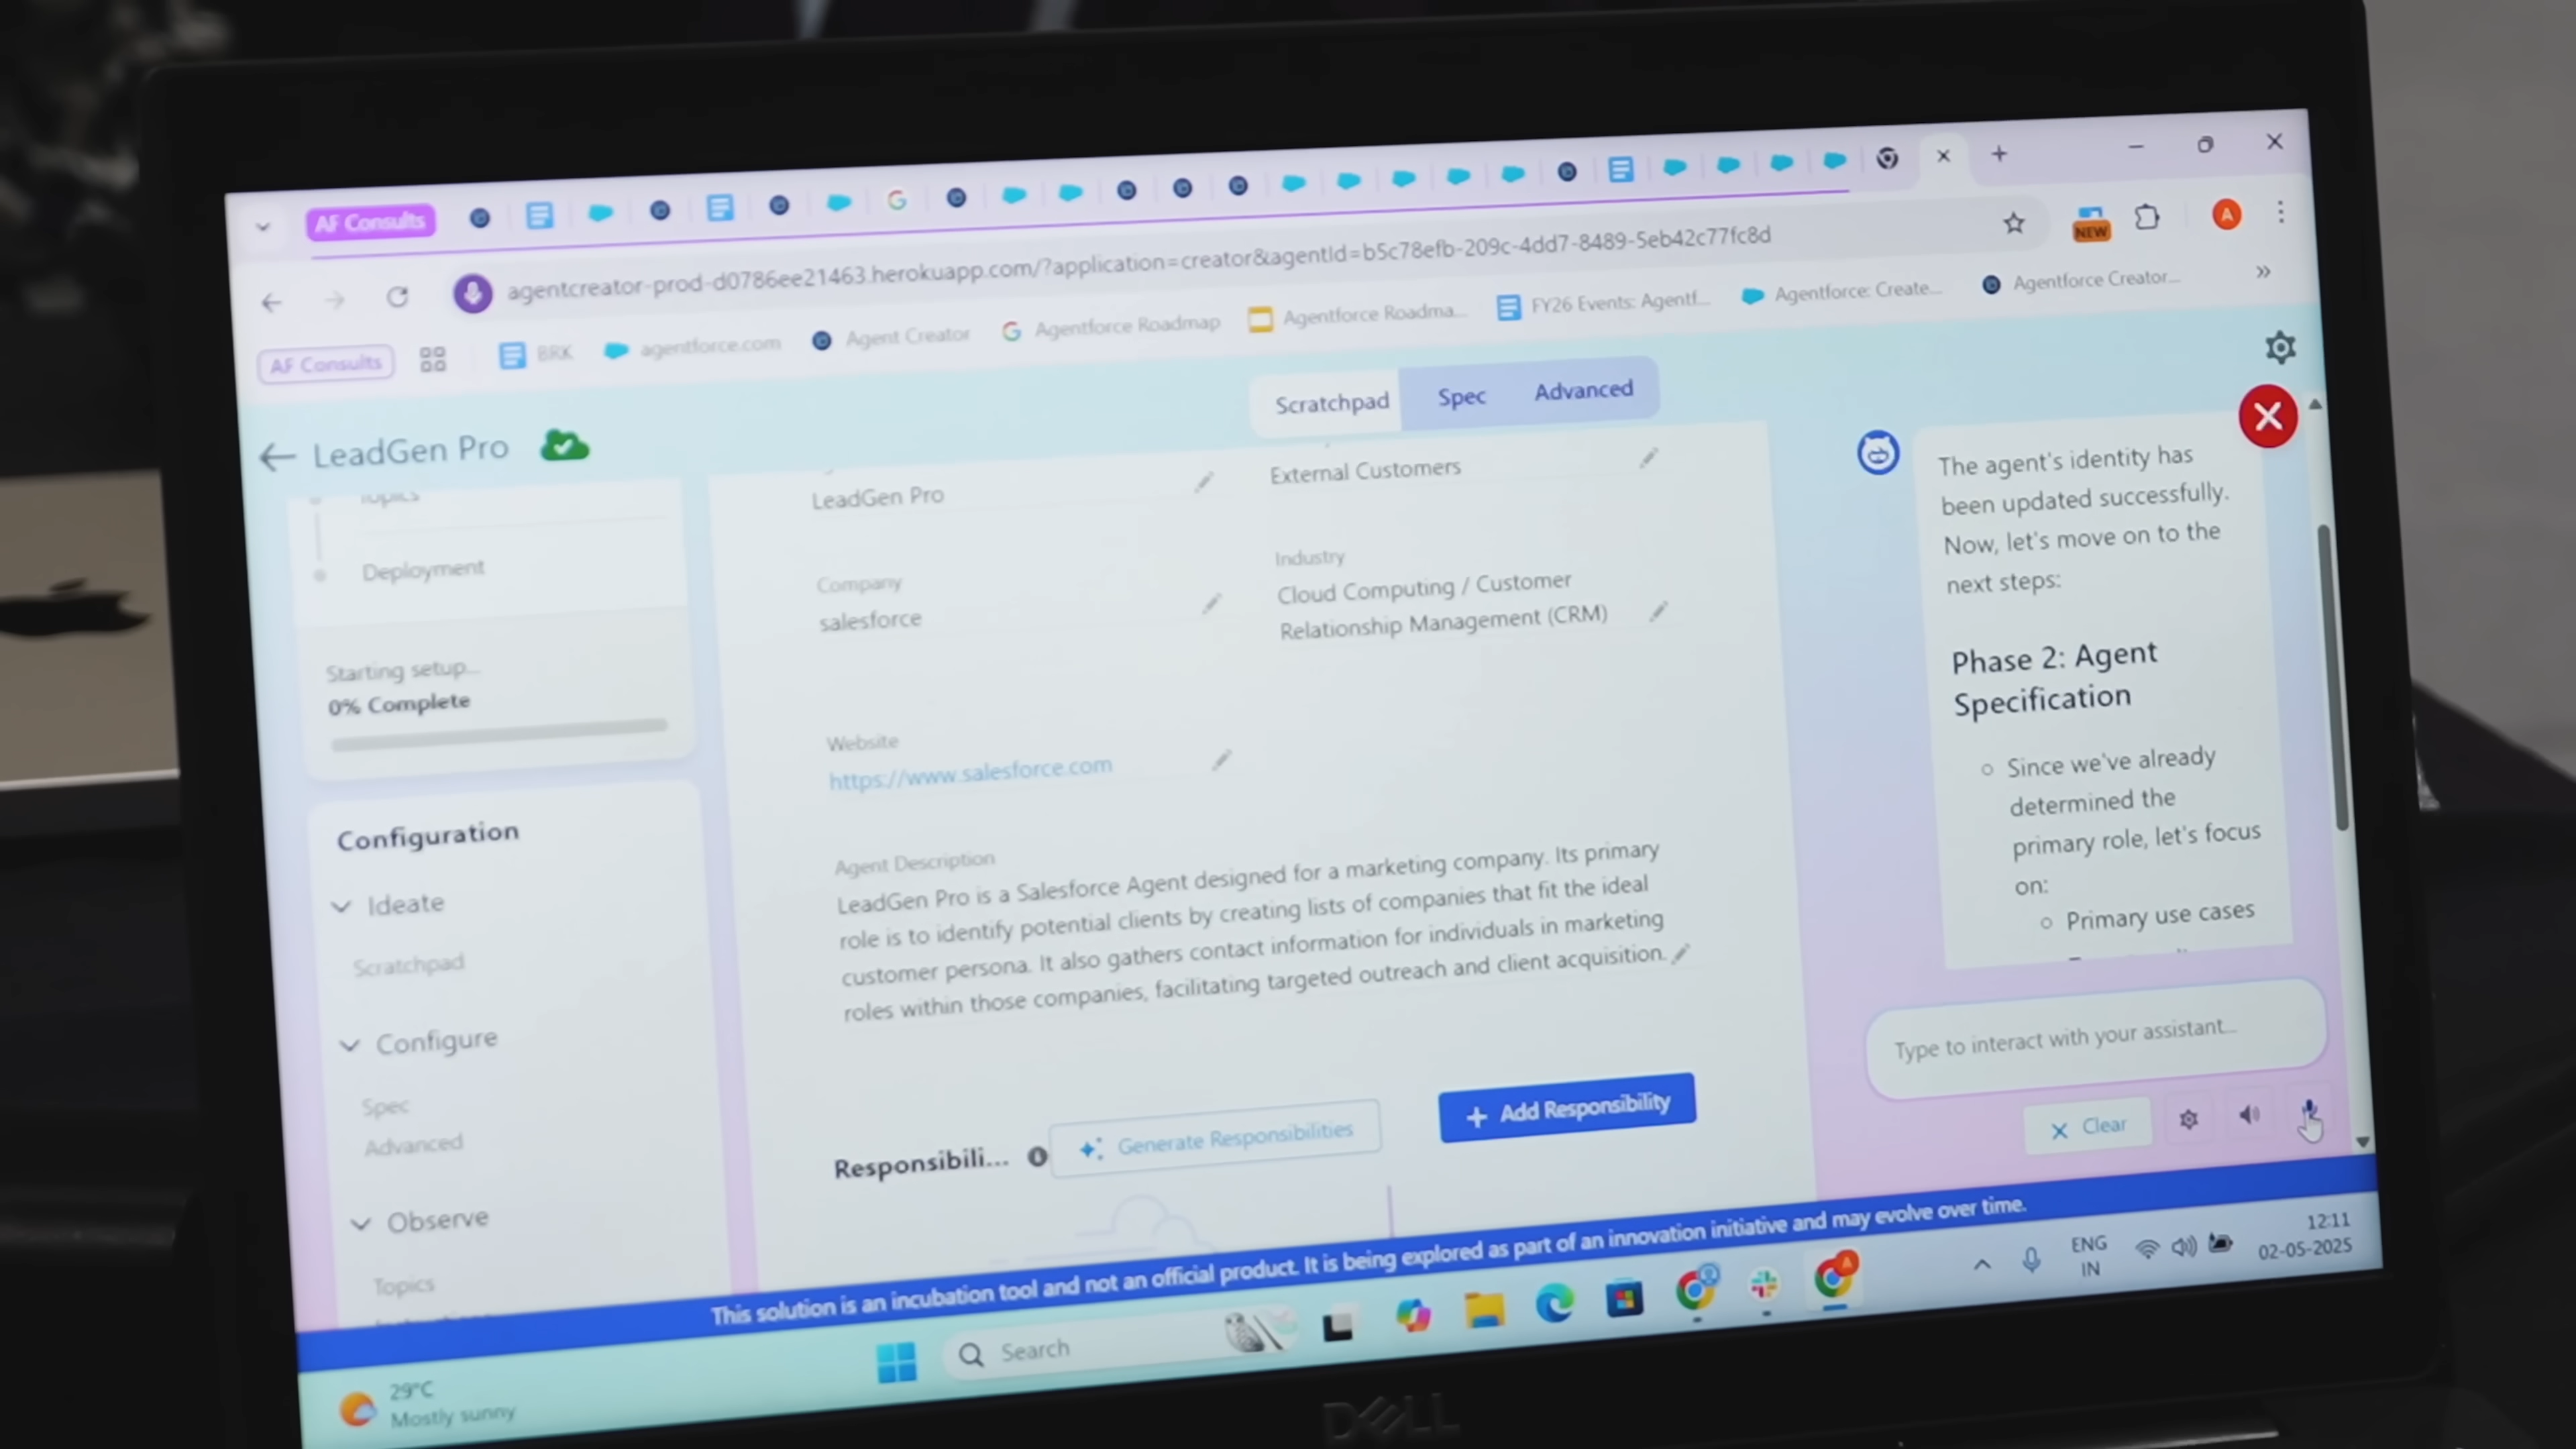 AF Consults
agentcreator-prod-d0786ee21463.herokuapp.com/?application=creator&agentId=b5c78efb-209c-4dd7-8489-5eb42c77fc8d
NEW
A
AF Consults
BRK
agentforce.com
Agent Creator
Agentforce Roadmap
Agentforce Roadma...
FY26 Events: Agentf...
Agentforce: Create...
Agentforce Creator...
LeadGen Pro
Scratchpad
Spec
Advanced
Topics
Deployment
Starting setup...
0% Complete
Configuration
Ideate
Scratchpad
Configure
Spec
Advanced
Observe
Topics
LeadGen Pro
External Customers
Company
salesforce
Industry
Cloud Computing / Customer
Relationship Management (CRM)
Website
https://www.salesforce.com
Agent Description
LeadGen Pro is a Salesforce Agent designed for a marketing company. Its primary
role is to identify potential clients by creating lists of companies that fit the ideal
customer persona. It also gathers contact information for individuals in marketing
roles within those companies, facilitating targeted outreach and client acquisition.
Responsibili...
Generate Responsibilities
+ Add Responsibility
The agent's identity has
been updated successfully.
Now, let's move on to the
next steps:
Phase 2: Agent
Specification
Since we've already
determined the
primary role, let's focus
on:
Primary use cases
Type to interact with your assistant...
Clear
This solution is an incubation tool and not an official product. It is being explored as part of an innovation initiative and may evolve over time.
29°C
Mostly sunny
Search
A
ENG
IN
12:11
02-05-2025
DELL